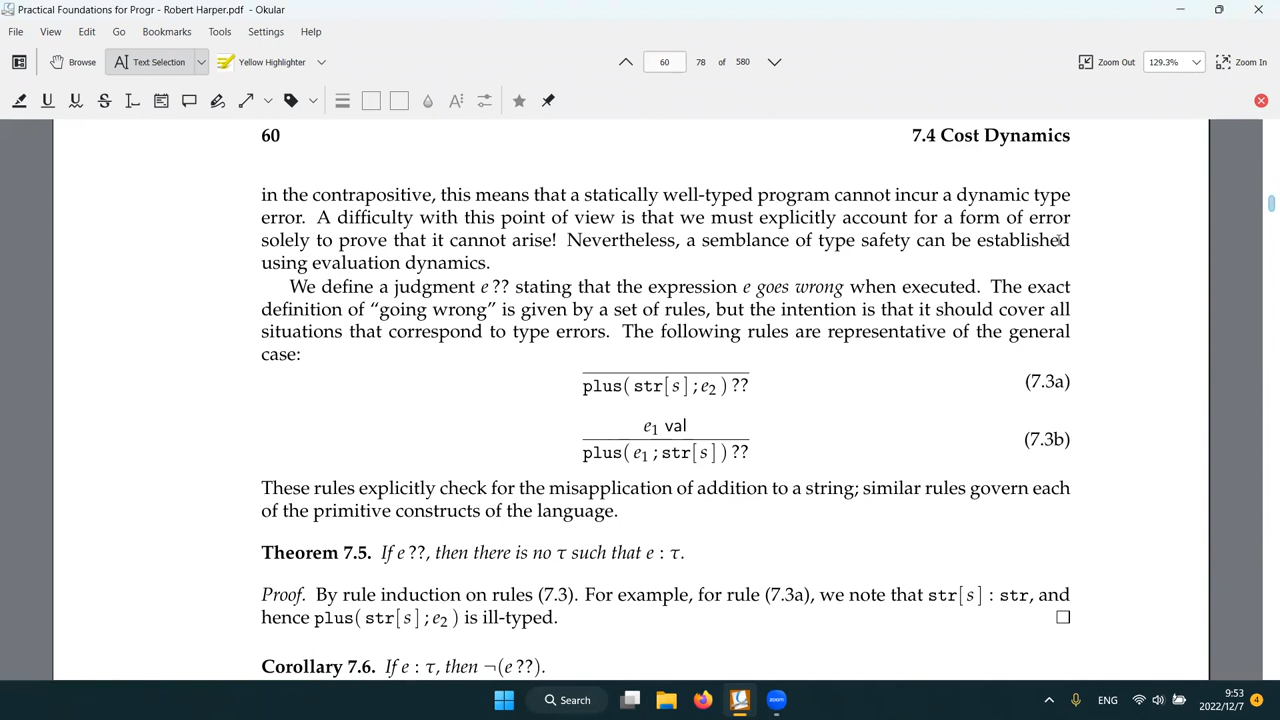 Practical Foundations for Progr - Robert Harper.pdf - Okular
File View Edit Go Bookmarks Tools Settings Help
Browse Text Selection Yellow Highlighter 60 78 of 580 Zoom Out 129.3% Zoom In
60 7.4 Cost Dynamics
in the contrapositive, this means that a statically well-typed program cannot incur a dynamic type
error. A difficulty with this point of view is that we must explicitly account for a form of error
solely to prove that it cannot arise! Nevertheless, a semblance of type safety can be established
using evaluation dynamics.
We define a judgment e ?? stating that the expression e goes wrong when executed. The exact
definition of “going wrong” is given by a set of rules, but the intention is that it should cover all
situations that correspond to type errors. The following rules are representative of the general
case:
plus( str[ s ] ; e₂ ) ?? (7.3a)
e₁ val
plus( e₁ ; str[ s ] ) ?? (7.3b)
These rules explicitly check for the misapplication of addition to a string; similar rules govern each
of the primitive constructs of the language.
Theorem 7.5. If e ??, then there is no τ such that e : τ.
Proof. By rule induction on rules (7.3). For example, for rule (7.3a), we note that str[ s ] : str, and
hence plus( str[ s ] ; e₂ ) is ill-typed. □
Corollary 7.6. If e : τ, then ¬(e ??).
Search zoom ENG 9:53
2022/12/7 4